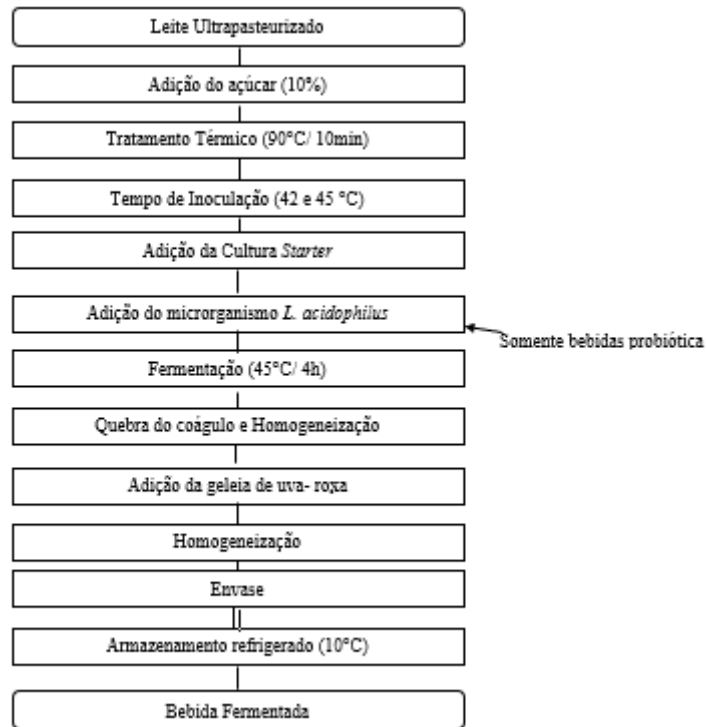 Leite Ultrapasteurizado
Adição do açúcar (10%)
Tratamento Térmico (90°C/ 10min)
Tempo de Inoculação (42 e 45 °C)
Adição da Cultura Starter
Adição do microrganismo L. acidophilus
Somente bebidas probiótica
Fermentação (45°C/ 4h)
Quebra do coágulo e Homogeneização
Adição da geleia de uva- roxa
Homogeneização
Envase
Armazenamento refrigerado (10°C)
Bebida Fermentada